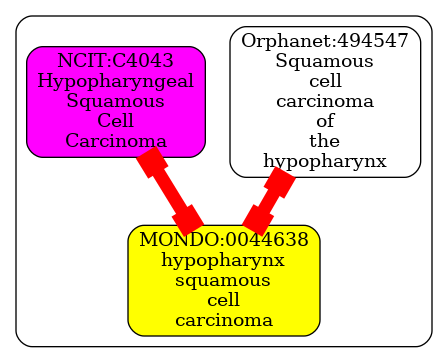 NCIT:C4043
Hypopharyngeal
Squamous
Cell
Carcinoma
Orphanet:494547
Squamous
cell
carcinoma
of
the
hypopharynx
MONDO:0044638
hypopharynx
squamous
cell
carcinoma